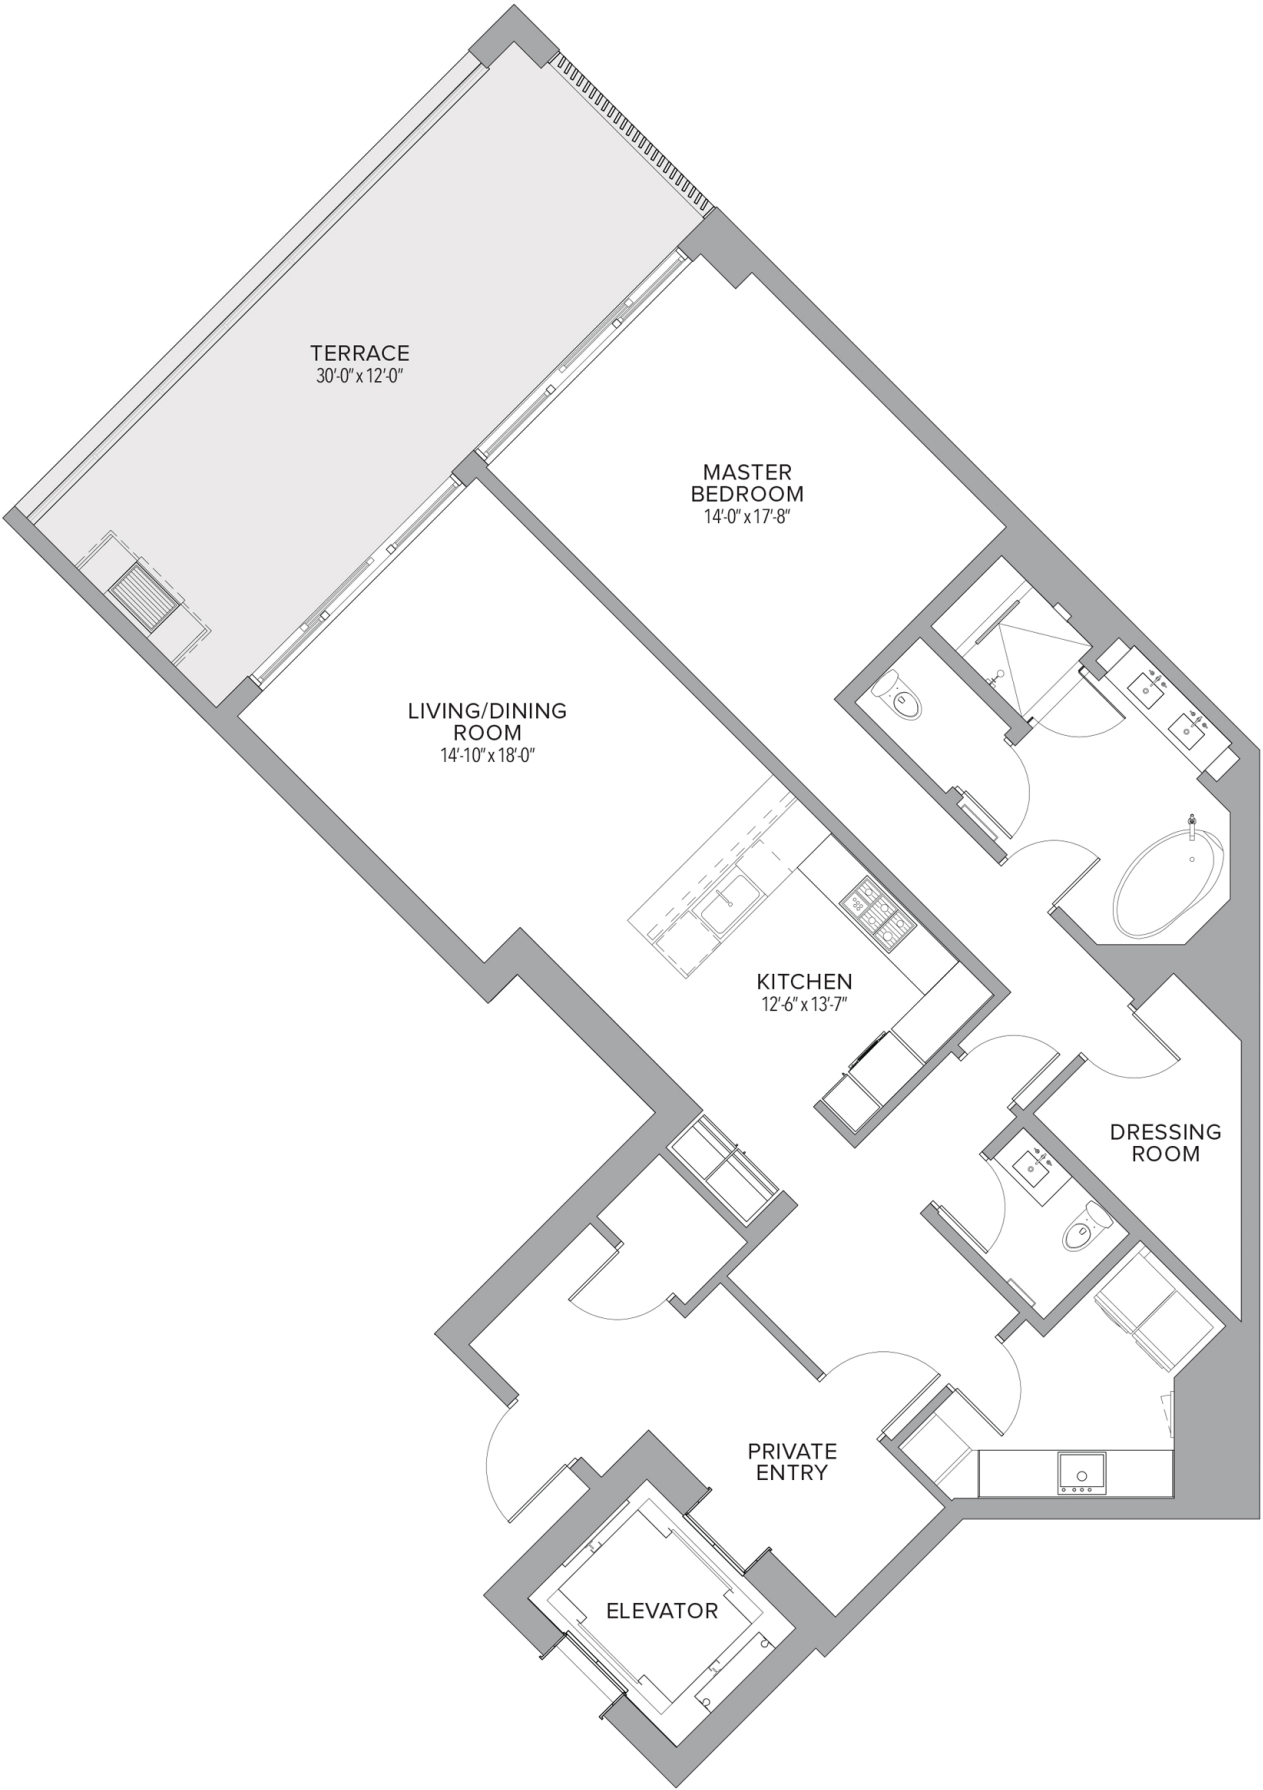 TERRACE
30'-0" x 12'-0"
MASTER
BEDROOM
14'-0" x 17'-8"
LIVING/DINING
ROOM
14'-10" x 18'-0"
KITCHEN
12'-6" x 13'-7"
DRESSING
ROOM
PRIVATE
ENTRY
ELEVATOR